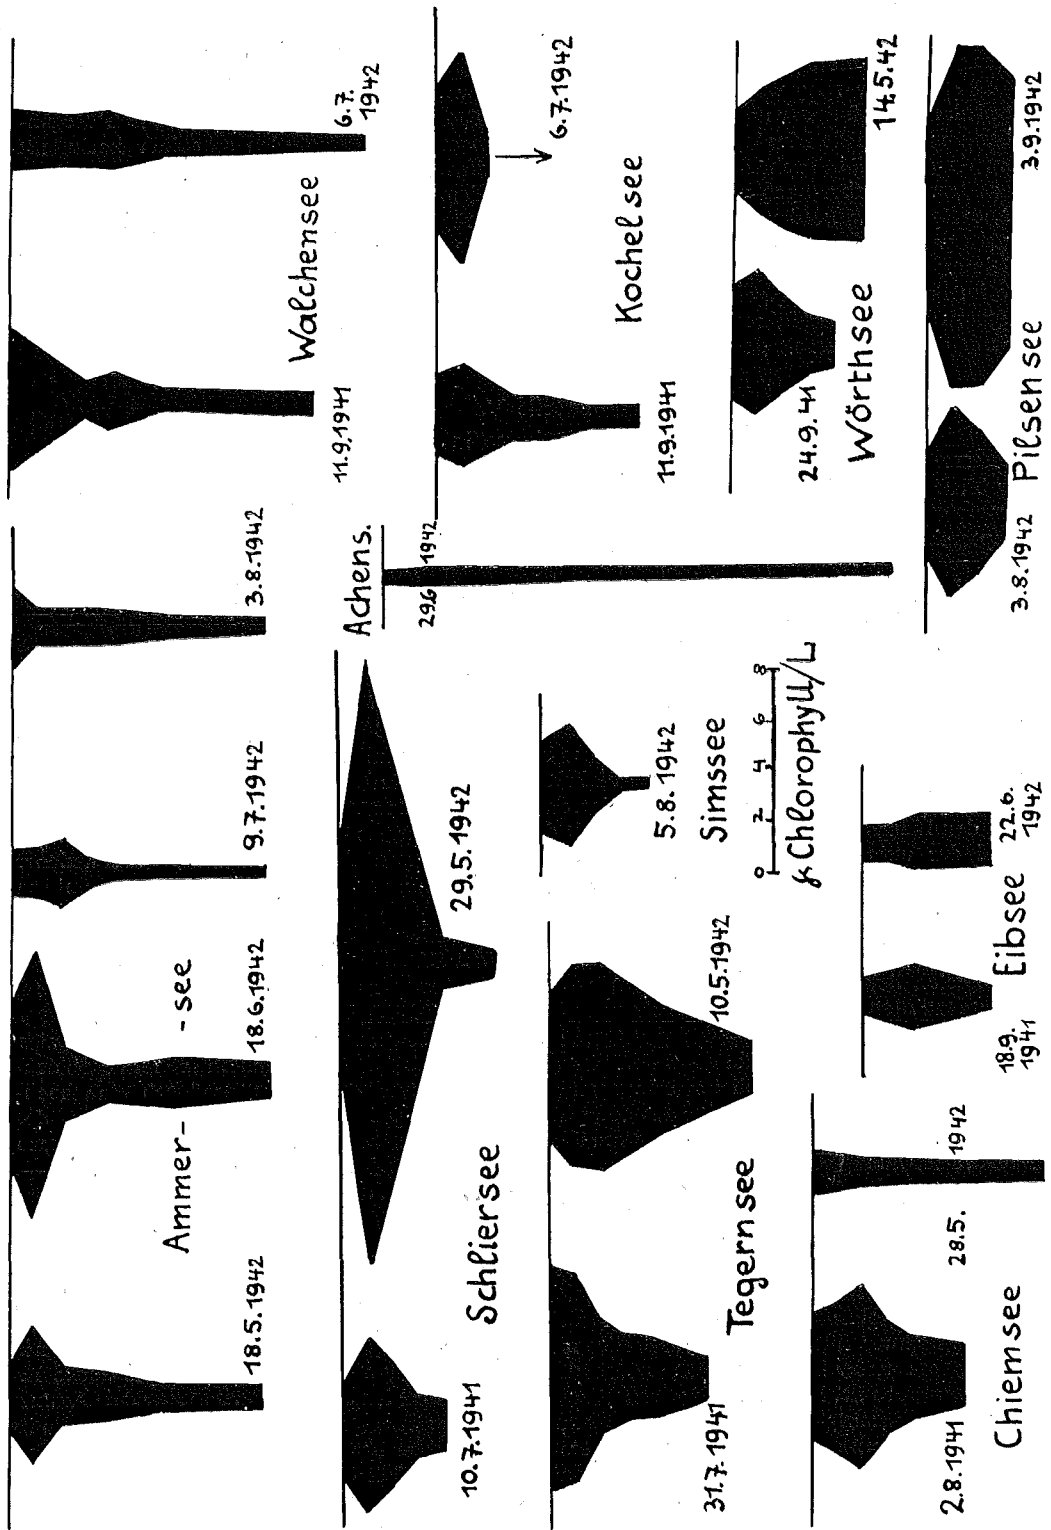 6.7.
1942
Walchensee
11.9.1941
6.7.1942
Kochelsee
11.9.1941
14.5.42
Wörthsee
24.9.41
3.9.1942
Pilsensee
3.8.1942
3.8.1942
9.7.1942
18.6.1942
Ammer- -see
18.5.1942
Achens.
29.6 1942
29.5.1942
Schliersee
10.7.1941
5.8.1942
Simssee
0 2 4 6 8
γ Chlorophyll/L
10.5.1942
Tegernsee
31.7.1941
22.6.
1942
Eibsee
18.9.
1941
28.5. 1942
Chiemsee
2.8.1941